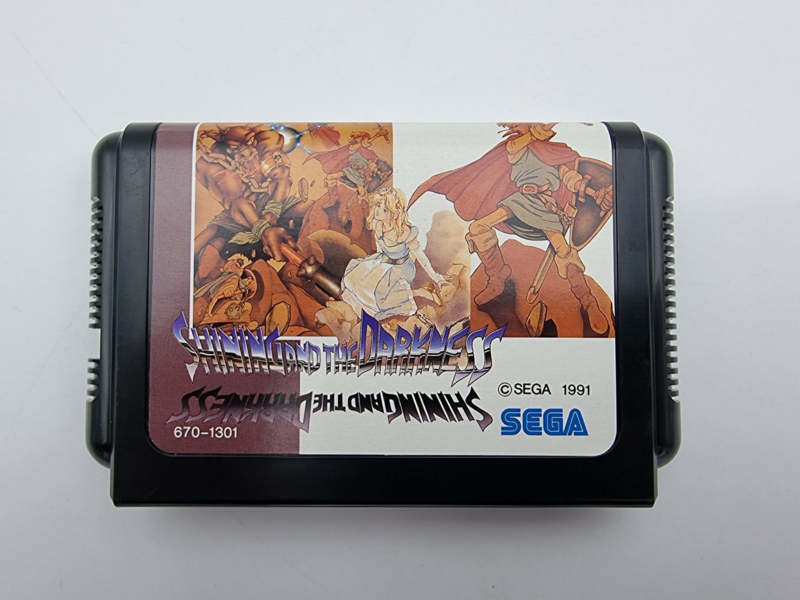 SHINING AND THE DARKNESS
SHINING AND THE DARKNESS
© SEGA 1991
670-1301
SEGA